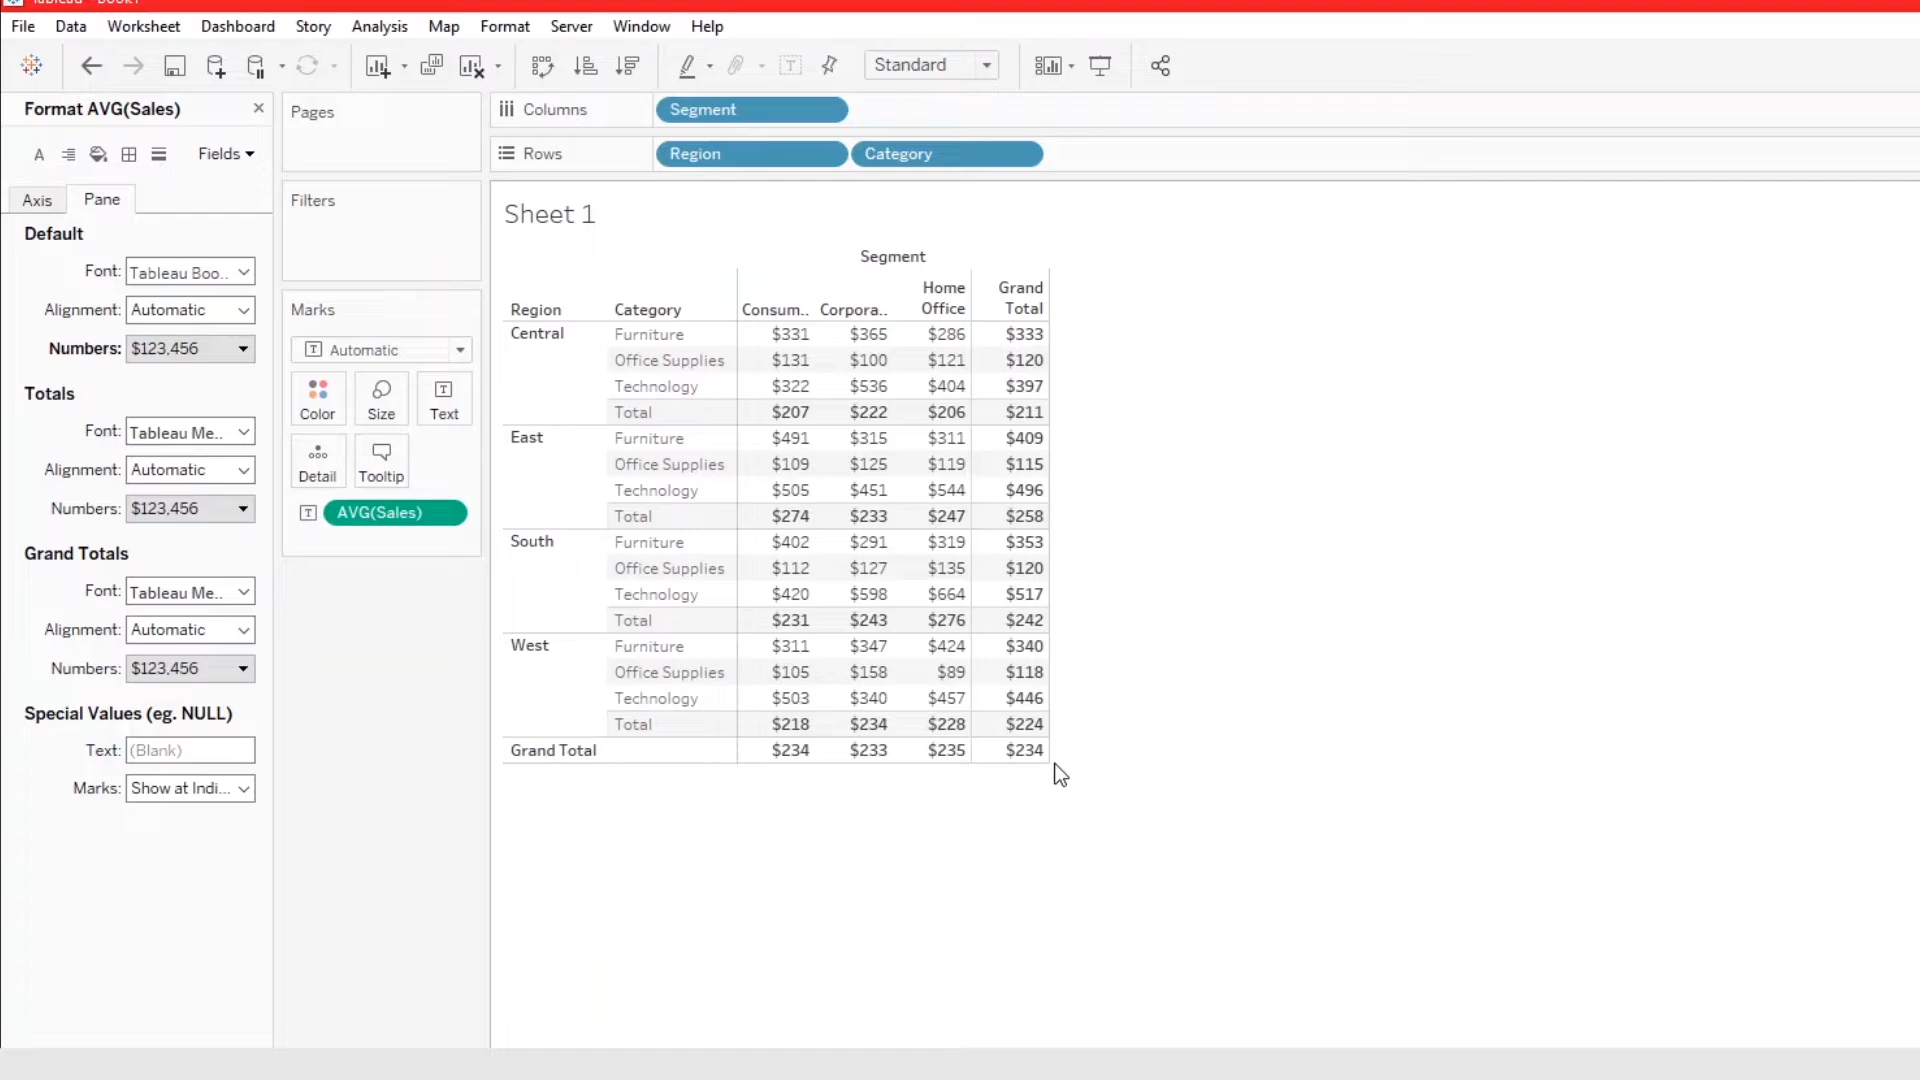 File Data Worksheet Dashboard Story Analysis Map Format Server Window Help
Standard
Format AVG(Sales)
Fields
Axis Pane
Default
Font: Tableau Boo..
Alignment: Automatic
Numbers: $123,456
Totals
Font: Tableau Me..
Alignment: Automatic
Numbers: $123,456
Grand Totals
Font: Tableau Me..
Alignment: Automatic
Numbers: $123,456
Special Values (eg. NULL)
Text: (Blank)
Marks: Show at Indi...
Pages
Filters
Marks
Automatic
Color Size Text
Detail Tooltip
AVG(Sales)
Columns Segment
Rows Region Category
Sheet 1
Segment
Region Category Consum.. Corpora.. Home Office Grand Total
Central Furniture $331 $365 $286 $333
Office Supplies $131 $100 $121 $120
Technology $322 $536 $404 $397
Total $207 $222 $206 $211
East Furniture $491 $315 $311 $409
Office Supplies $109 $125 $119 $115
Technology $505 $451 $544 $496
Total $274 $233 $247 $258
South Furniture $402 $291 $319 $353
Office Supplies $112 $127 $135 $120
Technology $420 $598 $664 $517
Total $231 $243 $276 $242
West Furniture $311 $347 $424 $340
Office Supplies $105 $158 $89 $118
Technology $503 $340 $457 $446
Total $218 $234 $228 $224
Grand Total $234 $233 $235 $234